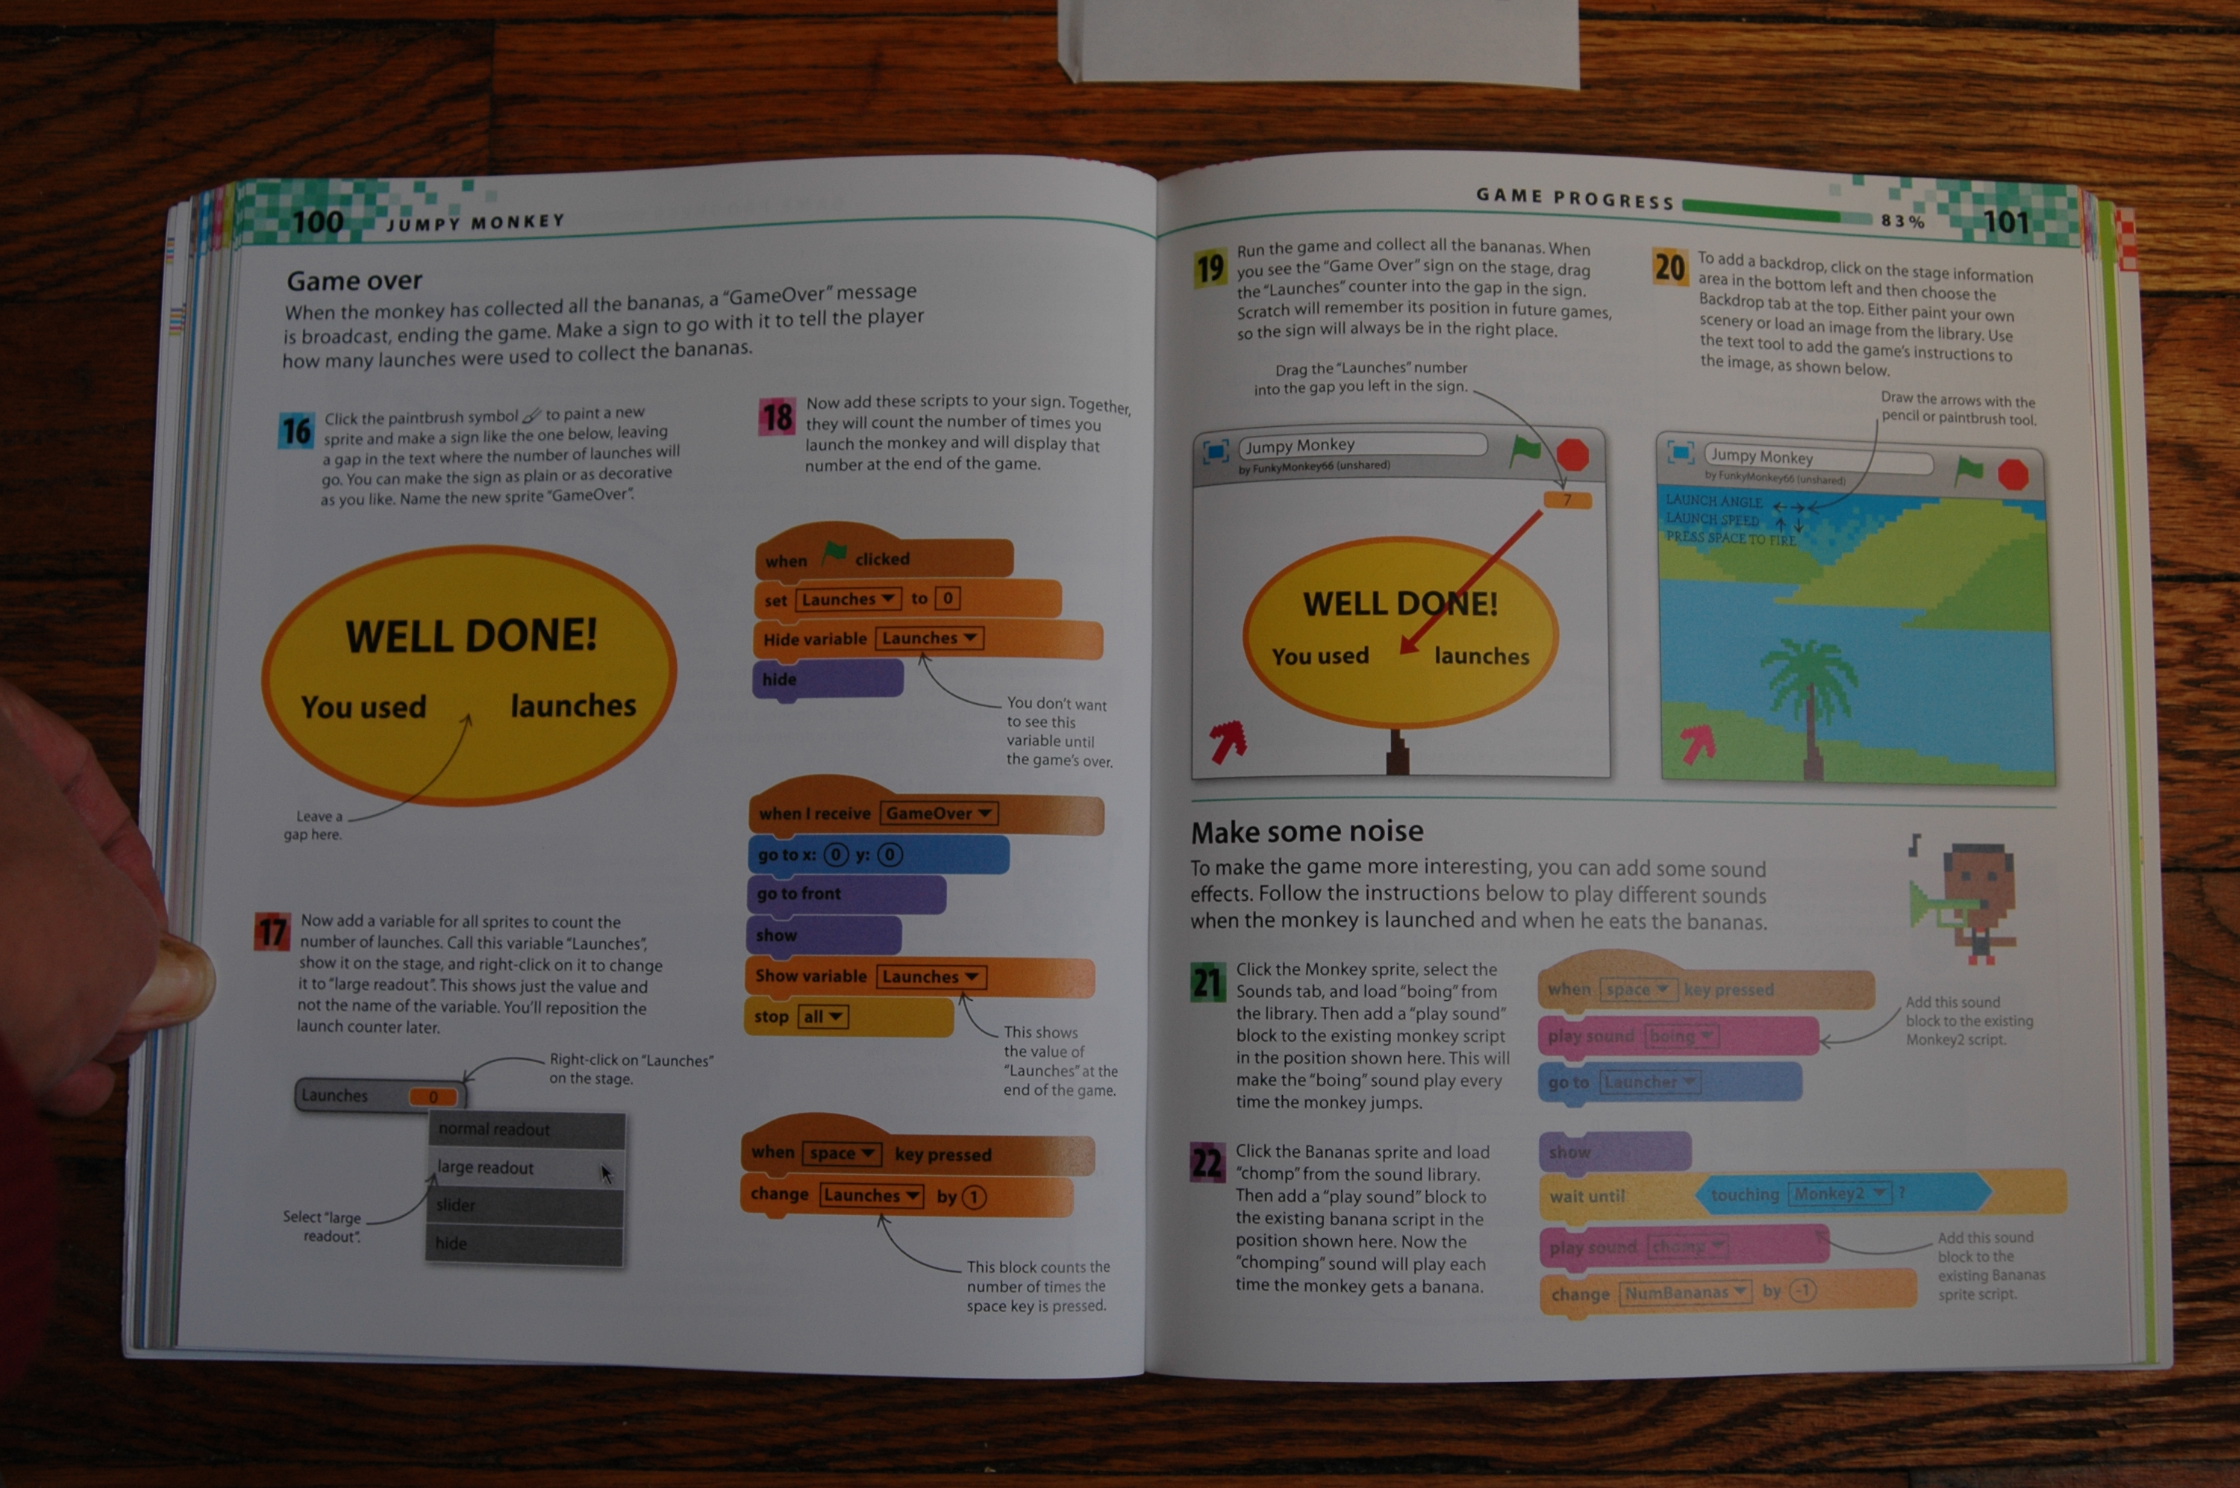 100 JUMPY MONKEY
Game over
When the monkey has collected all the bananas, a "GameOver" message
is broadcast, ending the game. Make a sign to go with it to tell the player
how many launches were used to collect the bananas.
16
Click the paintbrush symbol to paint a new
sprite and make a sign like the one below, leaving
a gap in the text where the number of launches will
go. You can make the sign as plain or as decorative
as you like. Name the new sprite "GameOver".
WELL DONE!
You used launches
Leave a
gap here.
17
Now add a variable for all sprites to count the
number of launches. Call this variable "Launches",
show it on the stage, and right-click on it to change
it to "large readout". This shows just the value and
not the name of the variable. You'll reposition the
launch counter later.
Right-click on "Launches"
on the stage.
Launches 0
normal readout
large readout
slider
hide
Select "large
readout".
18
Now add these scripts to your sign. Together,
they will count the number of times you
launch the monkey and will display that
number at the end of the game.
when clicked
set Launches to 0
Hide variable Launches
hide
You don't want
to see this
variable until
the game's over.
when I receive GameOver
go to x: 0 y: 0
go to front
show
Show variable Launches
stop all
This shows
the value of
"Launches" at the
end of the game.
when space key pressed
change Launches by 1
This block counts the
number of times the
space key is pressed.
GAME PROGRESS 83% 101
19
Run the game and collect all the bananas. When
you see the "Game Over" sign on the stage, drag
the "Launches" counter into the gap in the sign.
Scratch will remember its position in future games,
so the sign will always be in the right place.
Drag the "Launches" number
into the gap you left in the sign.
Jumpy Monkey
by FunkyMonkey66 (unshared)
7
WELL DONE!
You used launches
20
To add a backdrop, click on the stage information
area in the bottom left and then choose the
Backdrop tab at the top. Either paint your own
scenery or load an image from the library. Use
the text tool to add the game's instructions to
the image, as shown below.
Draw the arrows with the
pencil or paintbrush tool.
Jumpy Monkey
by FunkyMonkey66 (unshared)
LAUNCH ANGLE ←→
LAUNCH SPEED ↑↓
PRESS SPACE TO FIRE
Make some noise
To make the game more interesting, you can add some sound
effects. Follow the instructions below to play different sounds
when the monkey is launched and when he eats the bananas.
21
Click the Monkey sprite, select the
Sounds tab, and load "boing" from
the library. Then add a "play sound"
block to the existing monkey script
in the position shown here. This will
make the "boing" sound play every
time the monkey jumps.
when space key pressed
play sound boing
go to Launcher
Add this sound
block to the existing
Monkey2 script.
22
Click the Bananas sprite and load
"chomp" from the sound library.
Then add a "play sound" block to
the existing banana script in the
position shown here. Now the
"chomping" sound will play each
time the monkey gets a banana.
show
wait until touching Monkey2 ?
play sound chomp
change NumBananas by -1
Add this sound
block to the
existing Bananas
sprite script.